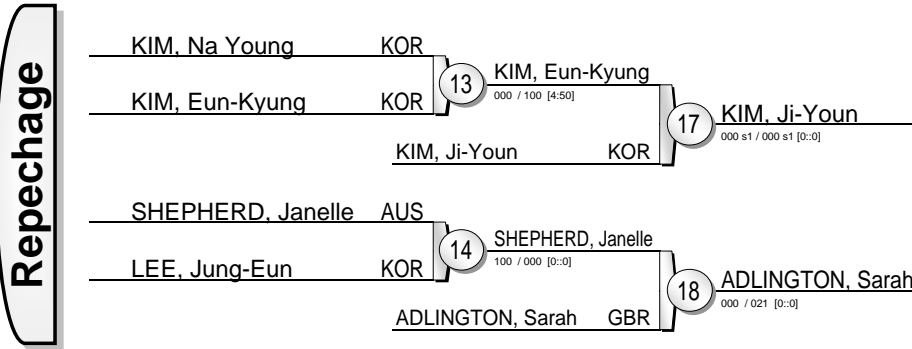 Repechage
KIM, Na Young KOR
KIM, Eun-Kyung KOR
13
KIM, Eun-Kyung
000 / 100 [4:50]
KIM, Ji-Youn KOR
17
KIM, Ji-Youn
000 s1 / 000 s1 [0::0]
SHEPHERD, Janelle AUS
LEE, Jung-Eun KOR
14
SHEPHERD, Janelle
100 / 000 [0::0]
ADLINGTON, Sarah GBR
18
ADLINGTON, Sarah
000 / 021 [0::0]